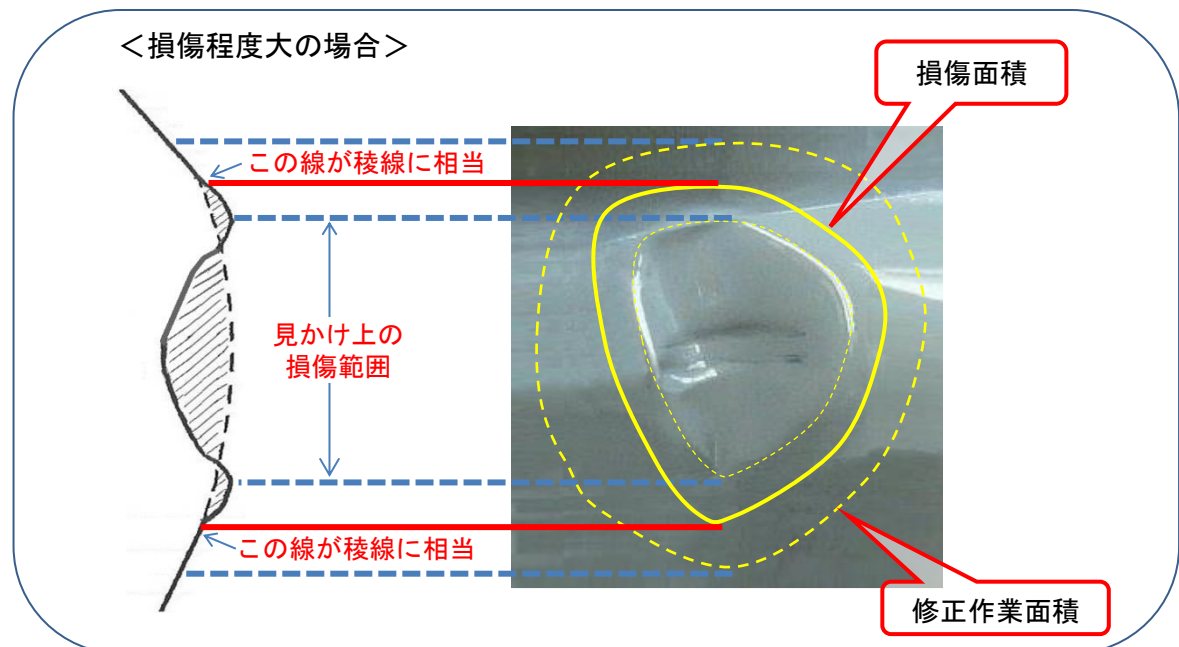 ＜損傷程度大の場合＞
損傷面積
この線が稜線に相当
見かけ上の
損傷範囲
この線が稜線に相当
修正作業面積